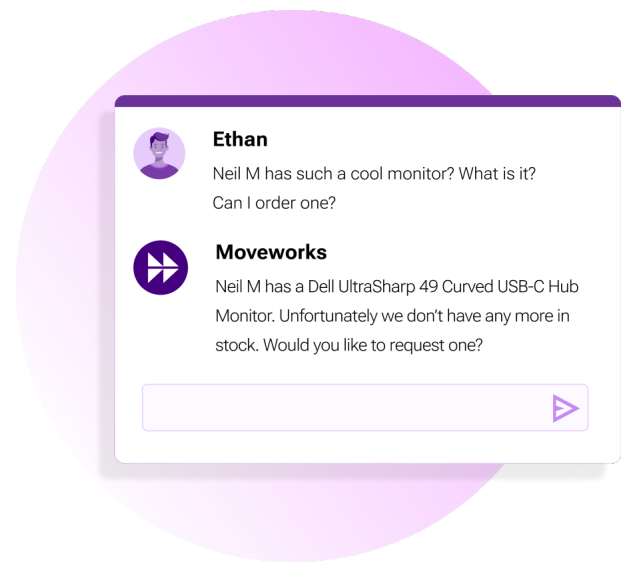 Ethan
Neil M has such a cool monitor? What is it?
Can I order one?
Moveworks
Neil M has a Dell UltraSharp 49 Curved USB-C Hub
Monitor. Unfortunately we don't have any more in
stock. Would you like to request one?